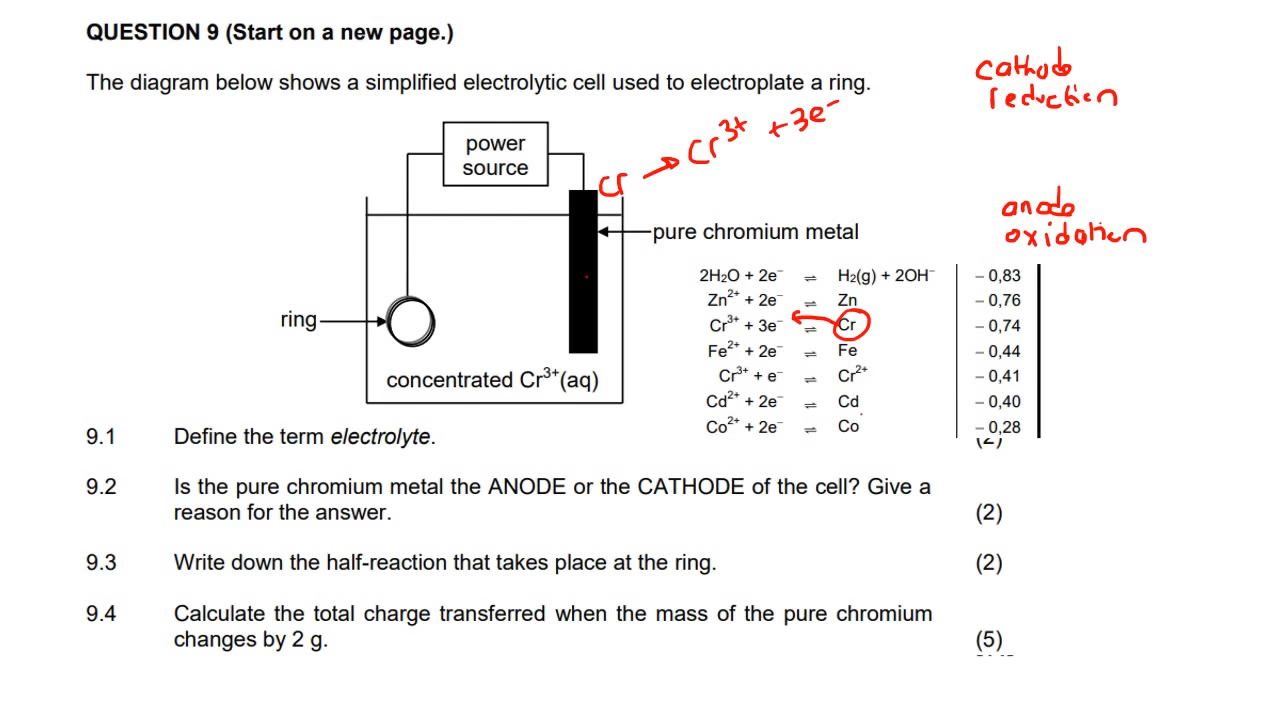 QUESTION 9 (Start on a new page.)
The diagram below shows a simplified electrolytic cell used to electroplate a ring.
cathode
reduction
power
source
Cr → Cr³⁺ + 3e⁻
anode
oxidation
pure chromium metal
ring
concentrated Cr³⁺(aq)
2H₂O + 2e⁻ ⇌ H₂(g) + 2OH⁻ – 0,83
Zn²⁺ + 2e⁻ ⇌ Zn – 0,76
Cr³⁺ + 3e⁻ ⇌ Cr – 0,74
Fe²⁺ + 2e⁻ ⇌ Fe – 0,44
Cr³⁺ + e⁻ ⇌ Cr²⁺ – 0,41
Cd²⁺ + 2e⁻ ⇌ Cd – 0,40
Co²⁺ + 2e⁻ ⇌ Co – 0,28
9.1 Define the term electrolyte. (2)
9.2 Is the pure chromium metal the ANODE or the CATHODE of the cell? Give a
reason for the answer. (2)
9.3 Write down the half-reaction that takes place at the ring. (2)
9.4 Calculate the total charge transferred when the mass of the pure chromium
changes by 2 g. (5)